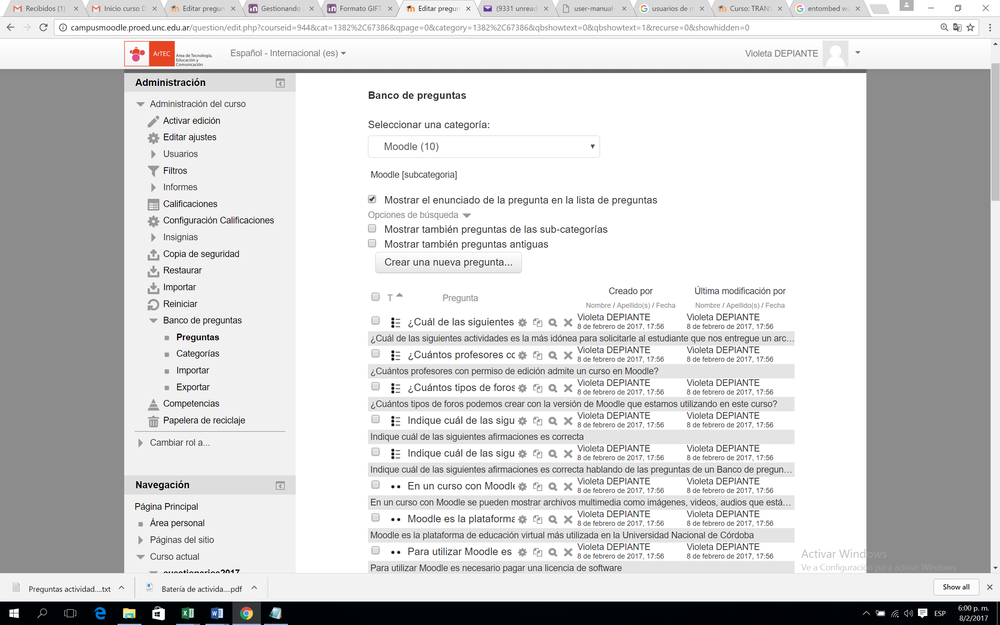 Recibidos (1)
Inicio curso D
Editar pregun
Gestionando
Formato GIFT
Editar pregun
(9331 unread
user-manual-
usuarios de m
Curso: TRANS
entombed wo
campusmoodle.proed.unc.edu.ar/question/edit.php?courseid=944&cat=1382%2C67386&qpage=0&category=1382%2C67386&qbshowtext=0&qbshowtext=1&recurse=0&showhidden=0
ArTEC
Area de Tecnología,
Educación y
Comunicación
Español - Internacional (es)
Violeta DEPIANTE
Administración
Administración del curso
Activar edición
Editar ajustes
Usuarios
Filtros
Informes
Calificaciones
Configuración Calificaciones
Insignias
Copia de seguridad
Restaurar
Importar
Reiniciar
Banco de preguntas
Preguntas
Categorías
Importar
Exportar
Competencias
Papelera de reciclaje
Cambiar rol a...
Navegación
Página Principal
Área personal
Páginas del sitio
Curso actual
cuestionarios2017
Banco de preguntas
Seleccionar una categoría:
Moodle (10)
Moodle [subcategoria]
Mostrar el enunciado de la pregunta en la lista de preguntas
Opciones de búsqueda
Mostrar también preguntas de las sub-categorías
Mostrar también preguntas antiguas
Crear una nueva pregunta...
T Pregunta Creado por Última modificación por
Nombre / Apellido(s) / Fecha Nombre / Apellido(s) / Fecha
¿Cuál de las siguientes Violeta DEPIANTE Violeta DEPIANTE
8 de febrero de 2017, 17:56 8 de febrero de 2017, 17:56
¿Cuál de las siguientes actividades es la más idónea para solicitarle al estudiante que nos entregue un arc...
¿Cuántos profesores co Violeta DEPIANTE Violeta DEPIANTE
8 de febrero de 2017, 17:56 8 de febrero de 2017, 17:56
¿Cuántos profesores con permiso de edición admite un curso en Moodle?
¿Cuántos tipos de foros Violeta DEPIANTE Violeta DEPIANTE
8 de febrero de 2017, 17:56 8 de febrero de 2017, 17:56
¿Cuántos tipos de foros podemos crear con la versión de Moodle que estamos utilizando en este curso?
Indique cuál de las sigu Violeta DEPIANTE Violeta DEPIANTE
8 de febrero de 2017, 17:56 8 de febrero de 2017, 17:56
Indique cuál de las siguientes afirmaciones es correcta
Indique cuál de las sigu Violeta DEPIANTE Violeta DEPIANTE
8 de febrero de 2017, 17:56 8 de febrero de 2017, 17:56
Indique cuál de las siguientes afirmaciones es correcta hablando de las preguntas de un Banco de pregun...
En un curso con Moodle Violeta DEPIANTE Violeta DEPIANTE
8 de febrero de 2017, 17:56 8 de febrero de 2017, 17:56
En un curso con Moodle se pueden mostrar archivos multimedia como imágenes, videos, audios que está...
Moodle es la plataforma Violeta DEPIANTE Violeta DEPIANTE
8 de febrero de 2017, 17:56 8 de febrero de 2017, 17:56
Moodle es la plataforma de educación virtual más utilizada en la Universidad Nacional de Córdoba
Para utilizar Moodle es Violeta DEPIANTE Violeta DEPIANTE
8 de febrero de 2017, 17:56 8 de febrero de 2017, 17:56
Para utilizar Moodle es necesario pagar una licencia de software
Activar Windows
Ve a Configuración para activar Windows.
Preguntas actividad....txt
Batería de activida....pdf
Show all
ESP
6:00 p. m.
8/2/2017